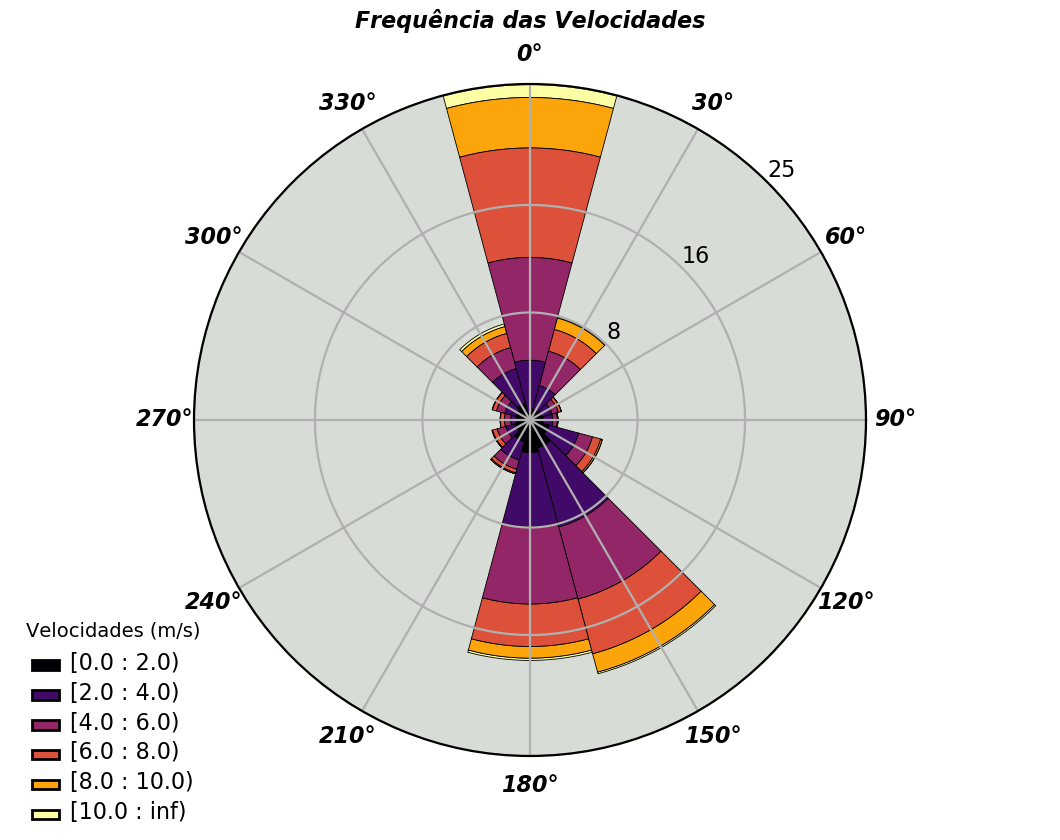 Frequência das Velocidades
0°
330°
30°
25
300°
60°
16
8
270°
90°
240°
120°
210°
150°
180°
Velocidades (m/s)
[0.0 : 2.0)
[2.0 : 4.0)
[4.0 : 6.0)
[6.0 : 8.0)
[8.0 : 10.0)
[10.0 : inf)